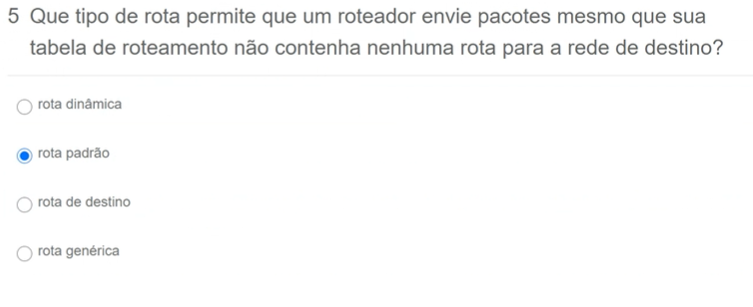 5 Que tipo de rota permite que um roteador envie pacotes mesmo que sua
tabela de roteamento não contenha nenhuma rota para a rede de destino?
rota dinâmica
rota padrão
rota de destino
rota genérica